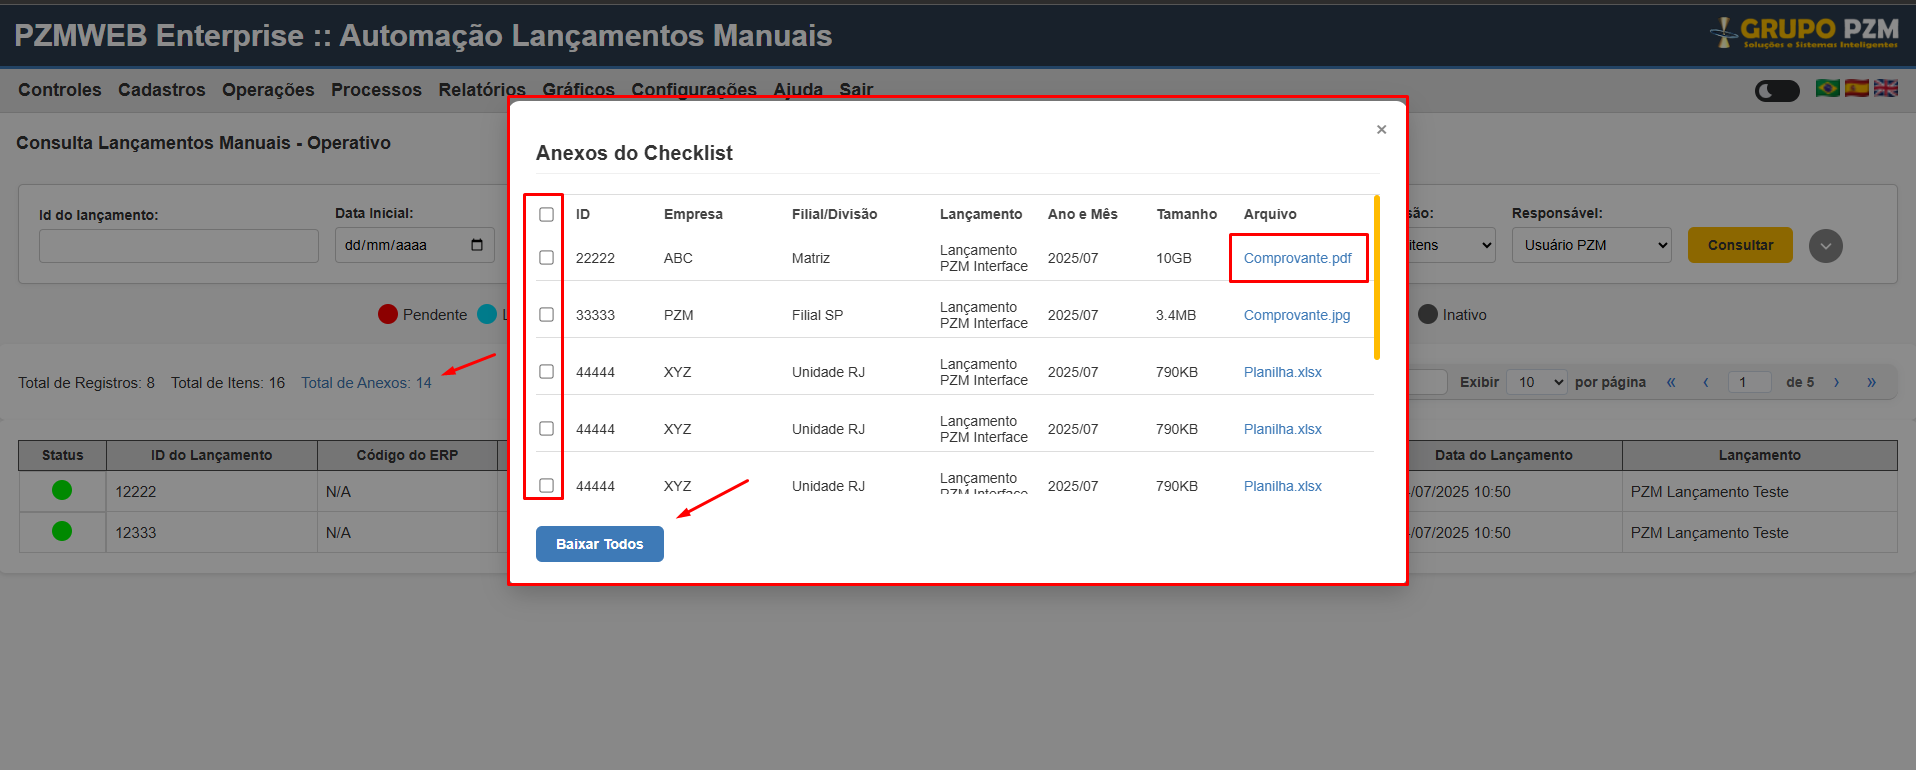 PZMWEB Enterprise :: Automação Lançamentos Manuais
GRUPO PZM
Soluções e Sistemas Inteligentes
Controles Cadastros Operações Processos Relatórios Gráficos Configurações Ajuda Sair
Consulta Lançamentos Manuais - Operativo
Id do lançamento:
Data Inicial:
dd/mm/aaaa
são:
itens
Responsável:
Usuário PZM
Consultar
Pendente
Inativo
Total de Registros: 8 Total de Itens: 16 Total de Anexos: 14
Exibir 10 por página « ‹ 1 de 5 › »
Status ID do Lançamento Código do ERP Data do Lançamento Lançamento
12222 N/A /07/2025 10:50 PZM Lançamento Teste
12333 N/A /07/2025 10:50 PZM Lançamento Teste
×
Anexos do Checklist
ID Empresa Filial/Divisão Lançamento Ano e Mês Tamanho Arquivo
22222 ABC Matriz Lançamento PZM Interface 2025/07 10GB Comprovante.pdf
33333 PZM Filial SP Lançamento PZM Interface 2025/07 3.4MB Comprovante.jpg
44444 XYZ Unidade RJ Lançamento PZM Interface 2025/07 790KB Planilha.xlsx
44444 XYZ Unidade RJ Lançamento PZM Interface 2025/07 790KB Planilha.xlsx
44444 XYZ Unidade RJ Lançamento PZM Interface 2025/07 790KB Planilha.xlsx
Baixar Todos